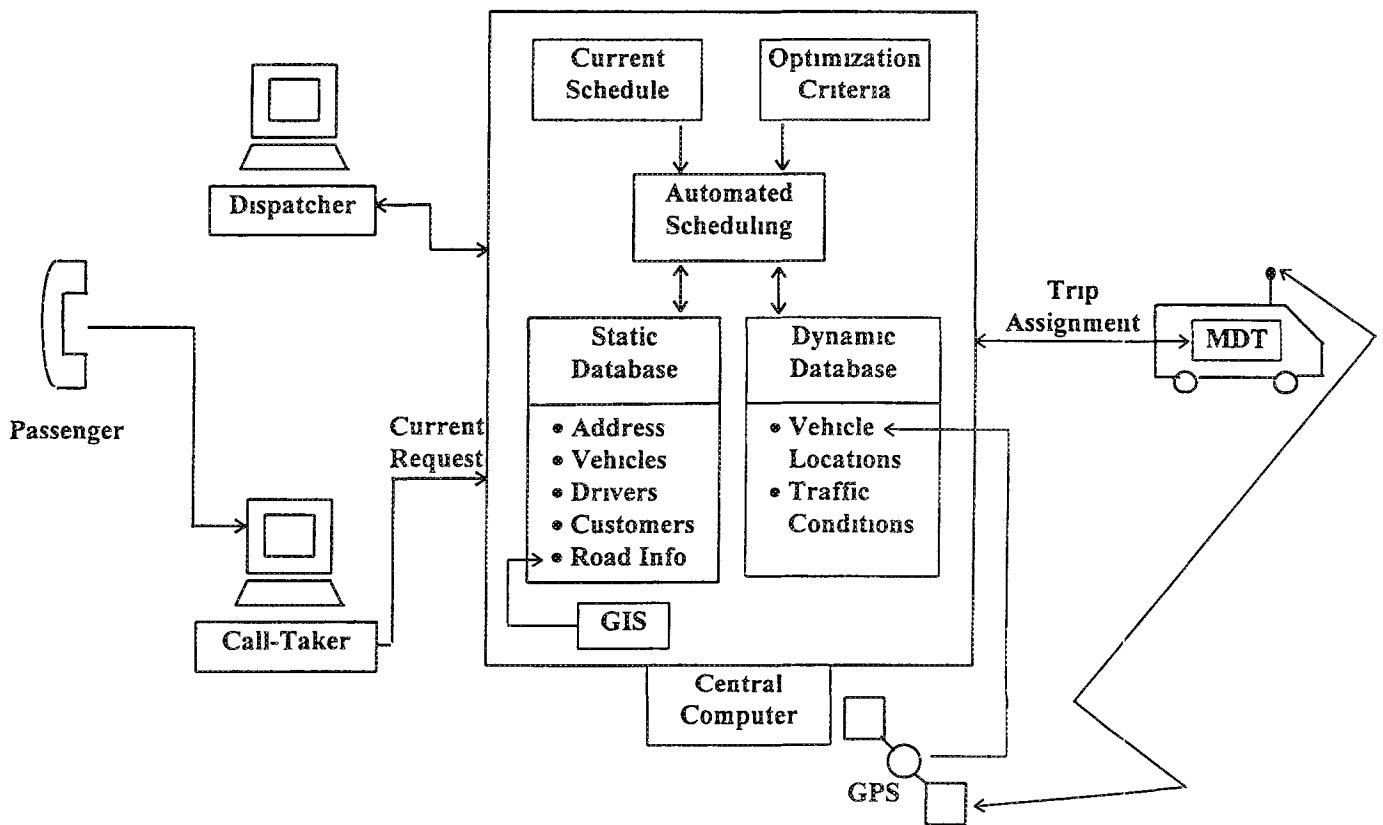 Current
Schedule
Optimization
Criteria
Automated
Scheduling
Dispatcher
Passenger
Call-Taker
Current
Request
Static
Database
• Address
• Vehicles
• Drivers
• Customers
• Road Info
Dynamic
Database
• Vehicle
Locations
• Traffic
Conditions
GIS
Central
Computer
GPS
Trip
Assignment
MDT